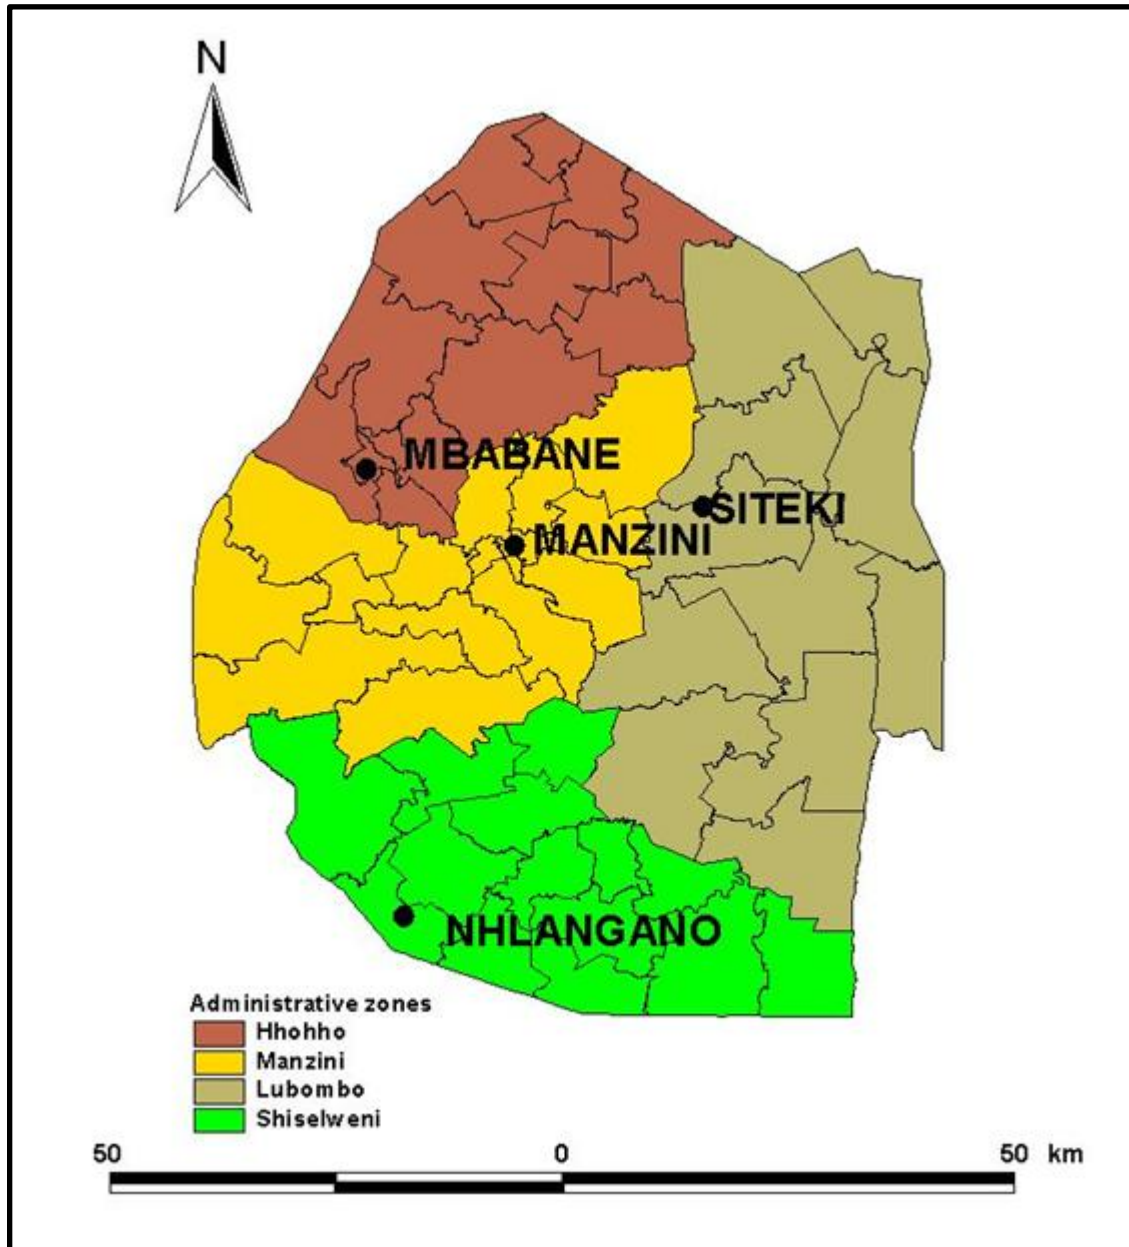 N
MBABANE
SITEKI
MANZINI
NHLANGANO
Administrative zones
Hhohho
Manzini
Lubombo
Shiselweni
50 0 50 km